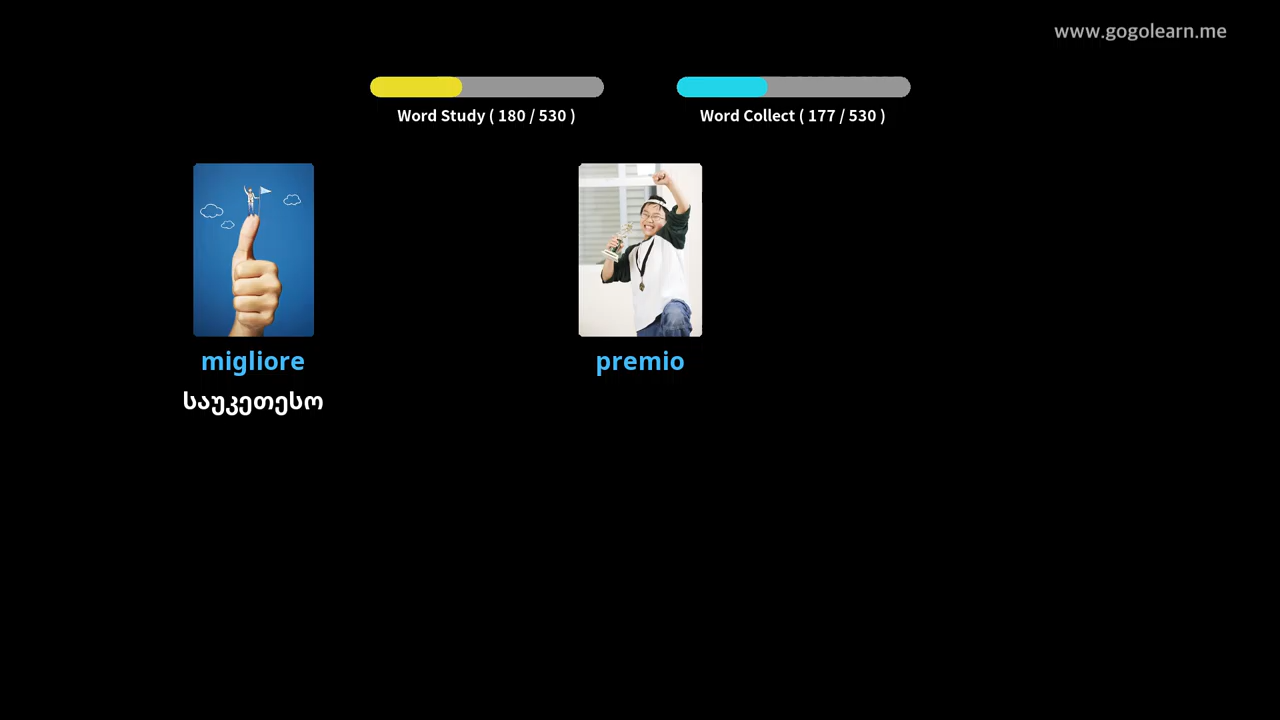 www.gogolearn.me
Word Study ( 180 / 530 )
Word Collect ( 177 / 530 )
migliore
premio
საუკეთესო